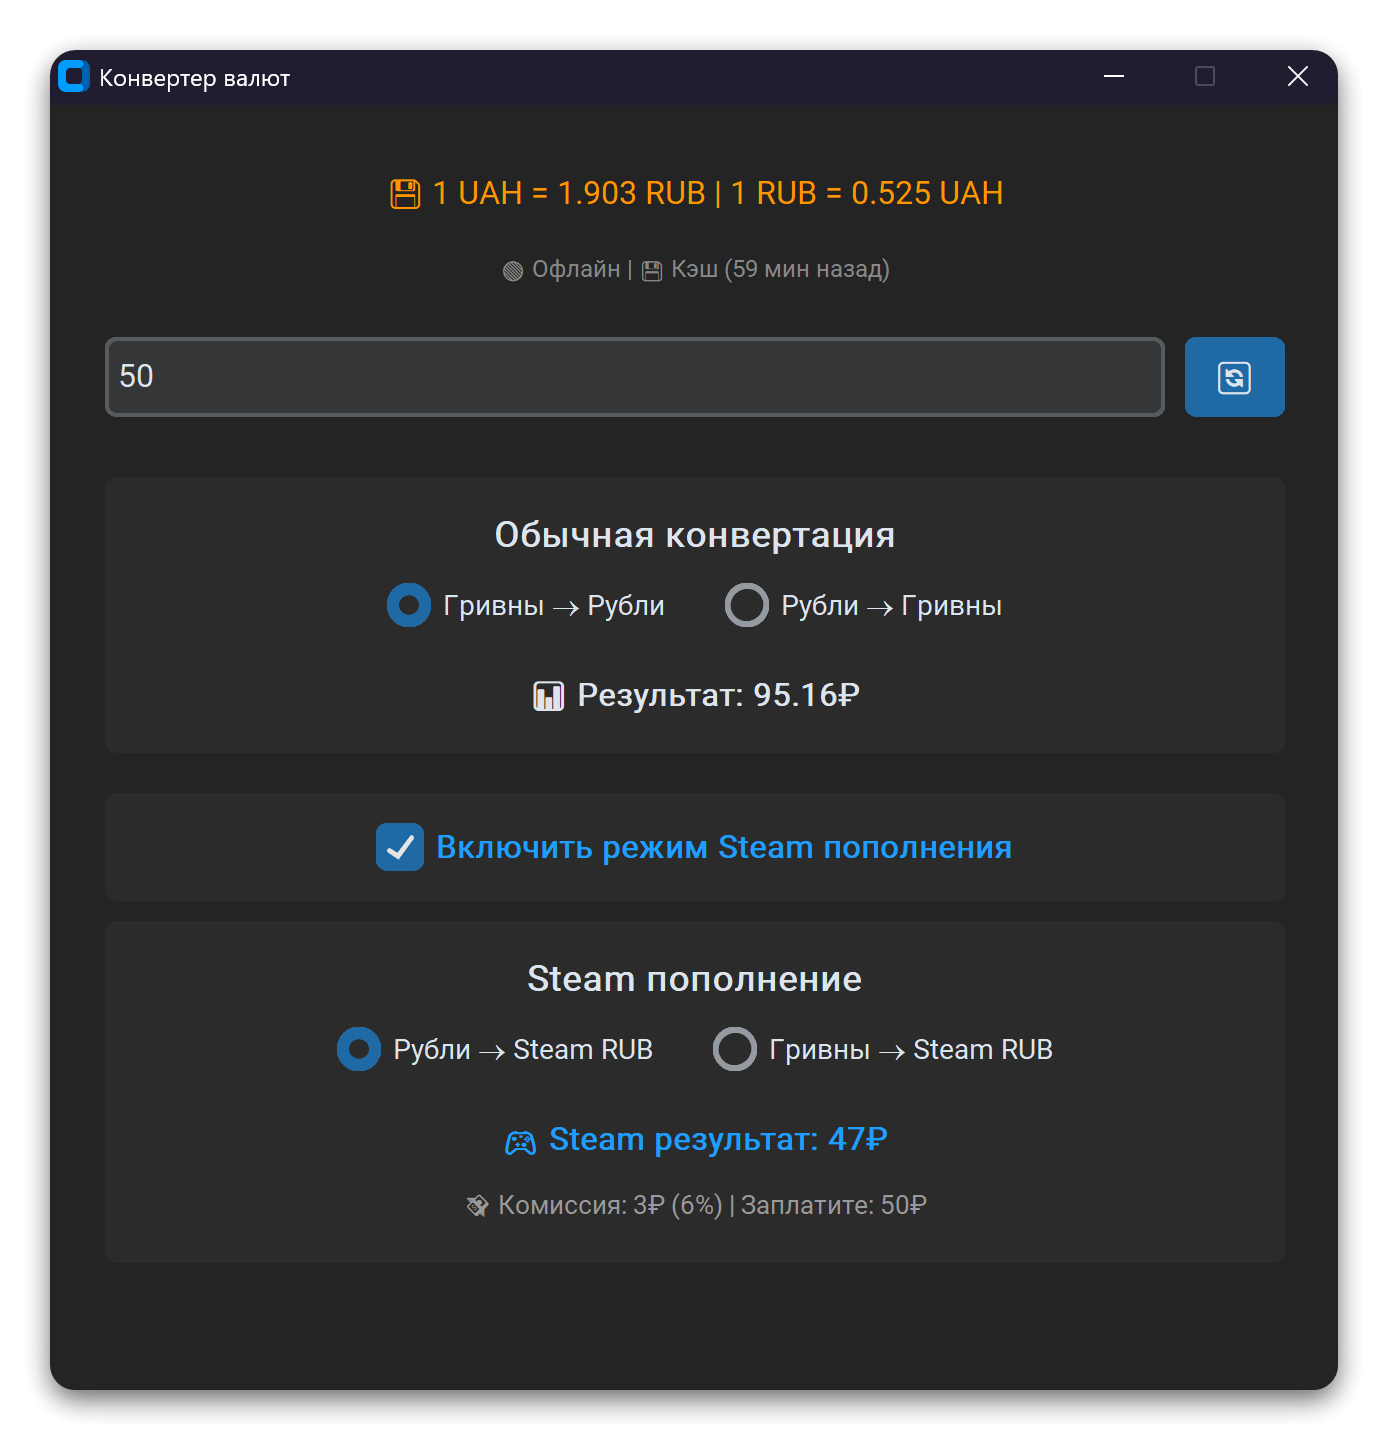 Конвертер валют
💾 1 UAH = 1.903 RUB | 1 RUB = 0.525 UAH
Офлайн | 💾 Кэш (59 мин назад)
50
Обычная конвертация
Гривны → Рубли Рубли → Гривны
📊 Результат: 95.16₽
Включить режим Steam пополнения
Steam пополнение
Рубли → Steam RUB Гривны → Steam RUB
🎮 Steam результат: 47₽
Комиссия: 3₽ (6%) | Заплатите: 50₽